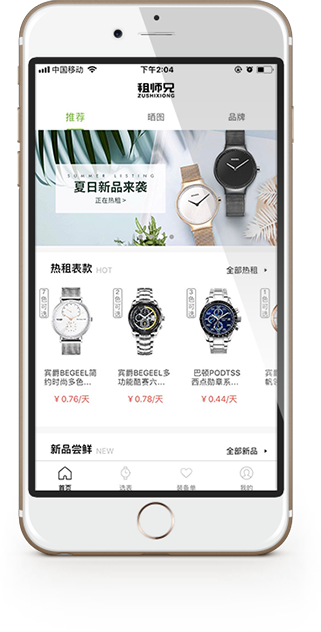 中国移动 下午2:04
租师兄
ZUSHIXIONG
推荐 晒图 品牌
SUMMER LISTING
夏日新品来袭
正在热租 >
热租表款 HOT 全部热租
2色可选 2色可选 3色可选
宾爵BEGEEL简 宾爵BEGEEL多 巴顿PODTSS 宾爵
约时尚多色... 功能酷赛六... 西点勋章系... 帆
¥ 0.76/天 ¥ 0.78/天 ¥ 0.44/天
新品尝鲜 NEW 全部新品
首页 选表 装备单 我的